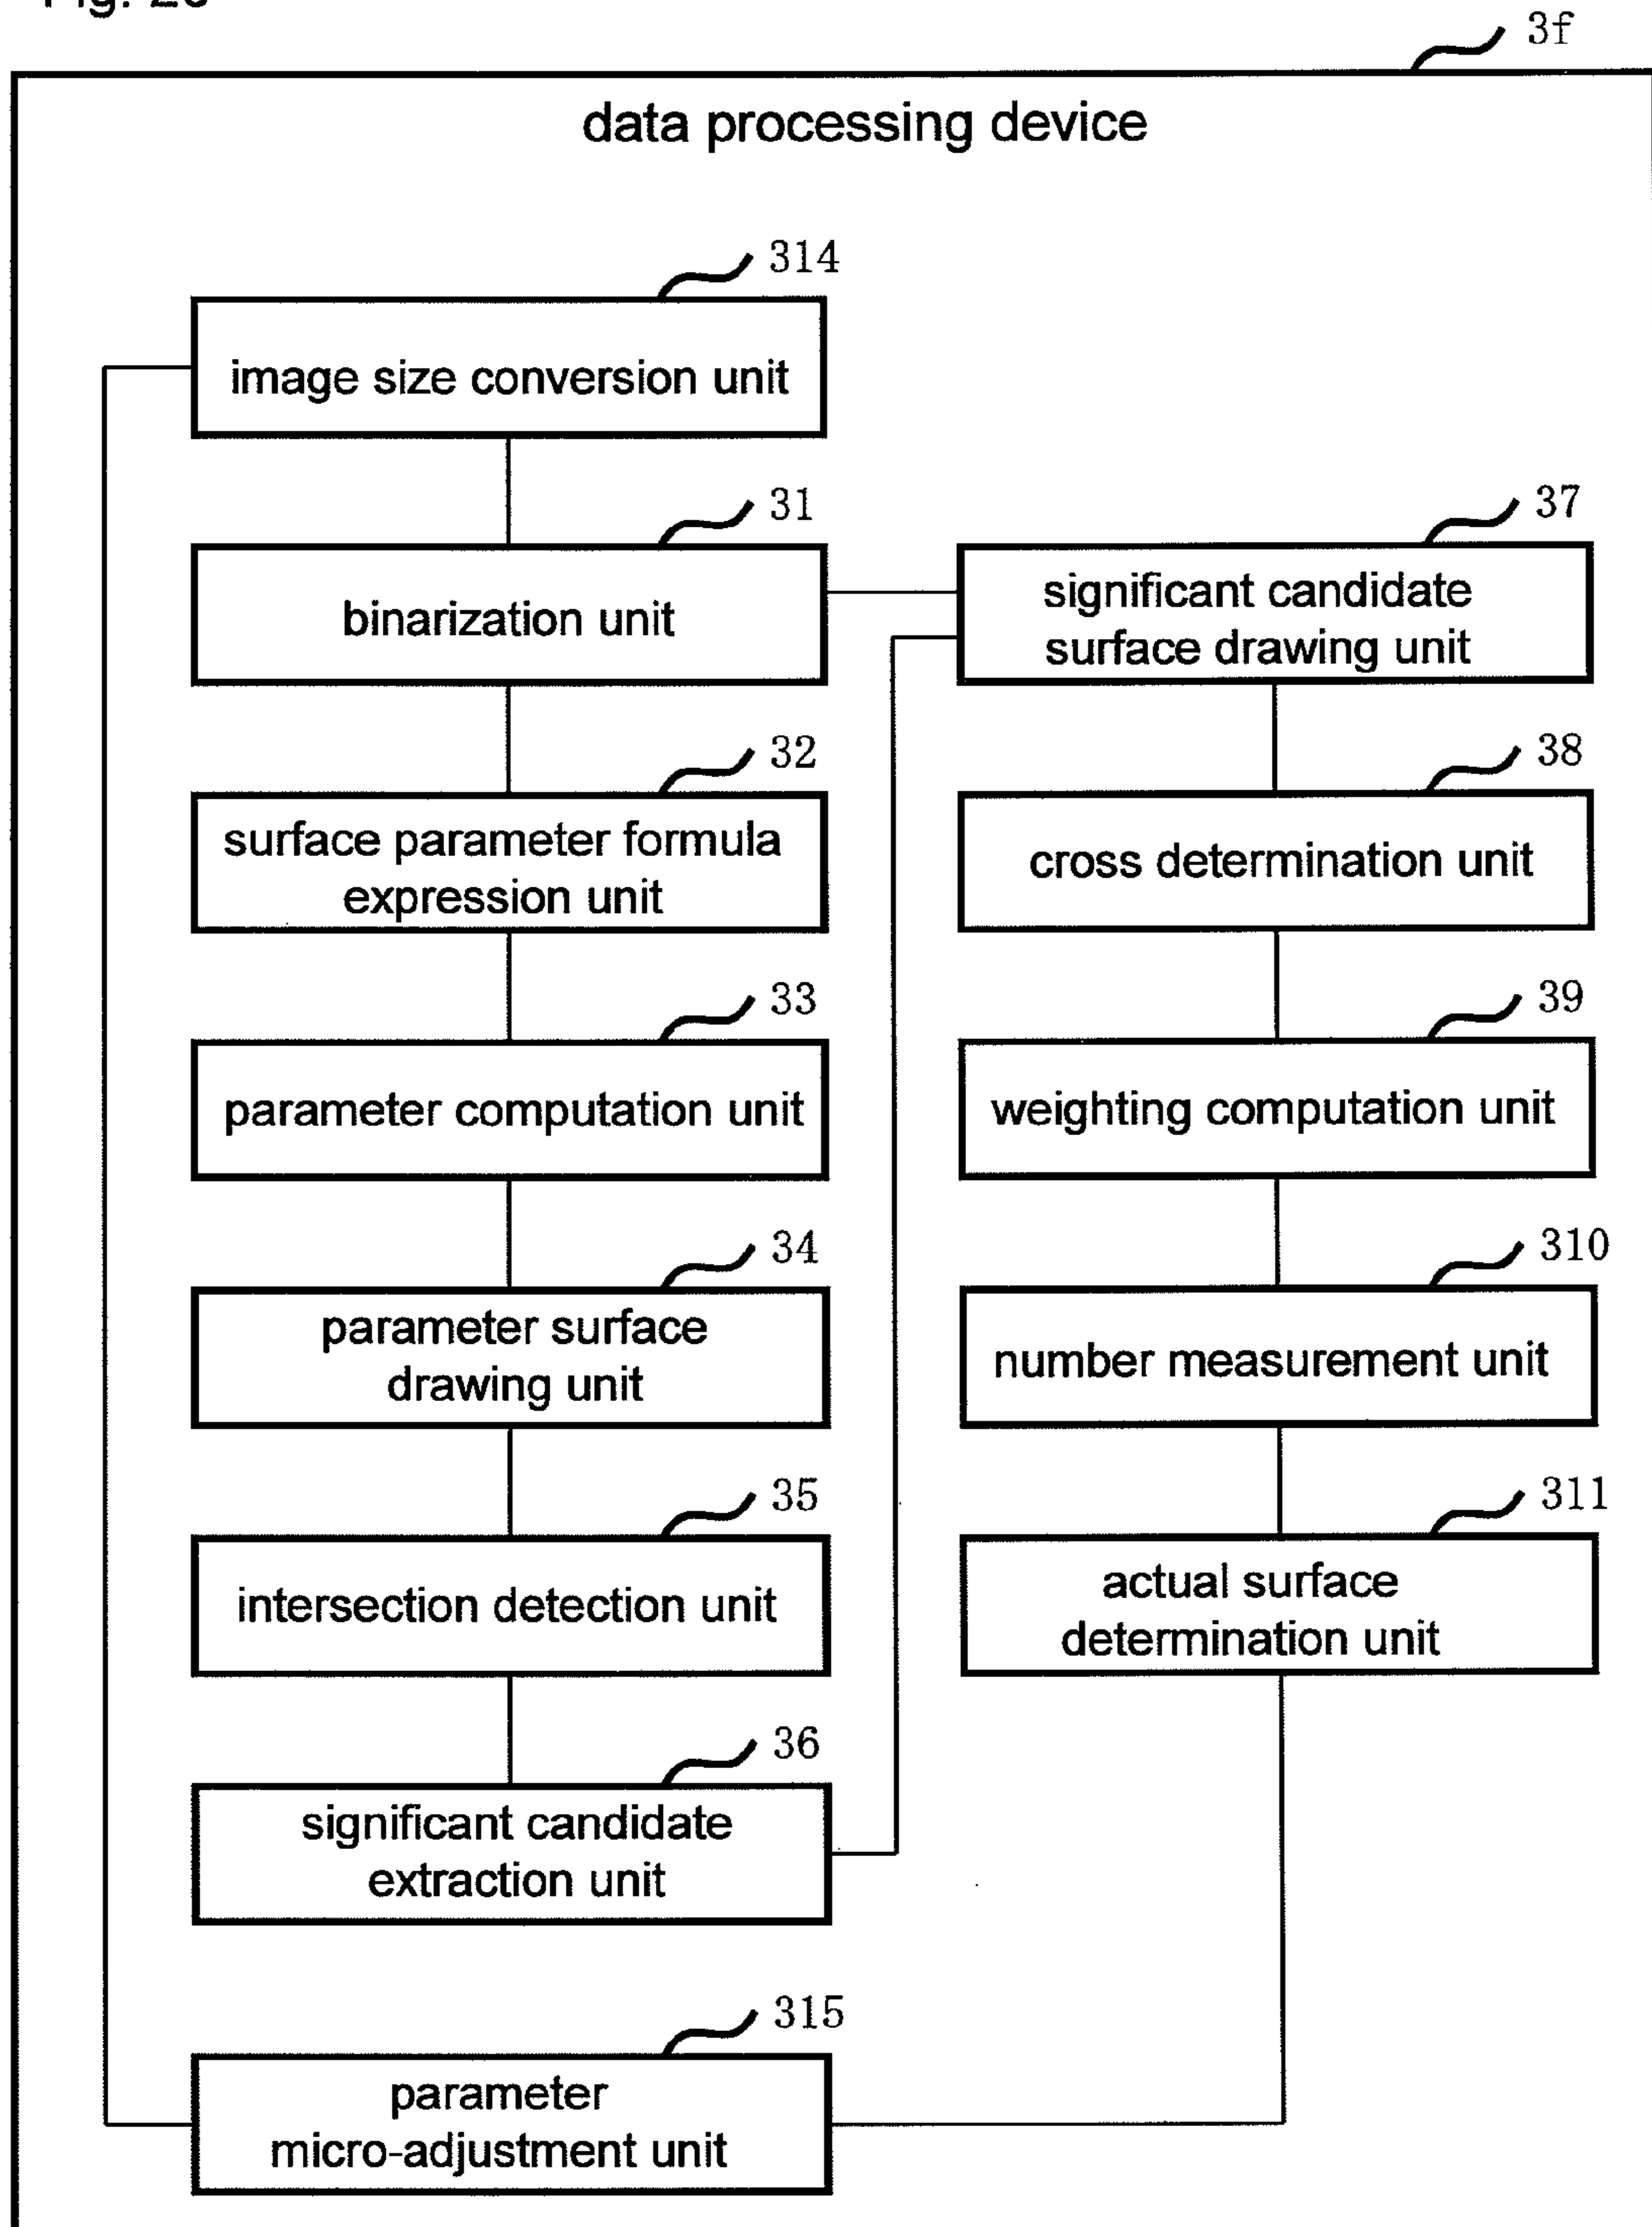 3f
data processing device
314
image size conversion unit
31
binarization unit
32
surface parameter formula
expression unit
33
parameter computation unit
34
parameter surface
drawing unit
35
intersection detection unit
36
significant candidate
extraction unit
315
parameter
micro-adjustment unit
37
significant candidate
surface drawing unit
38
cross determination unit
39
weighting computation unit
310
number measurement unit
311
actual surface
determination unit